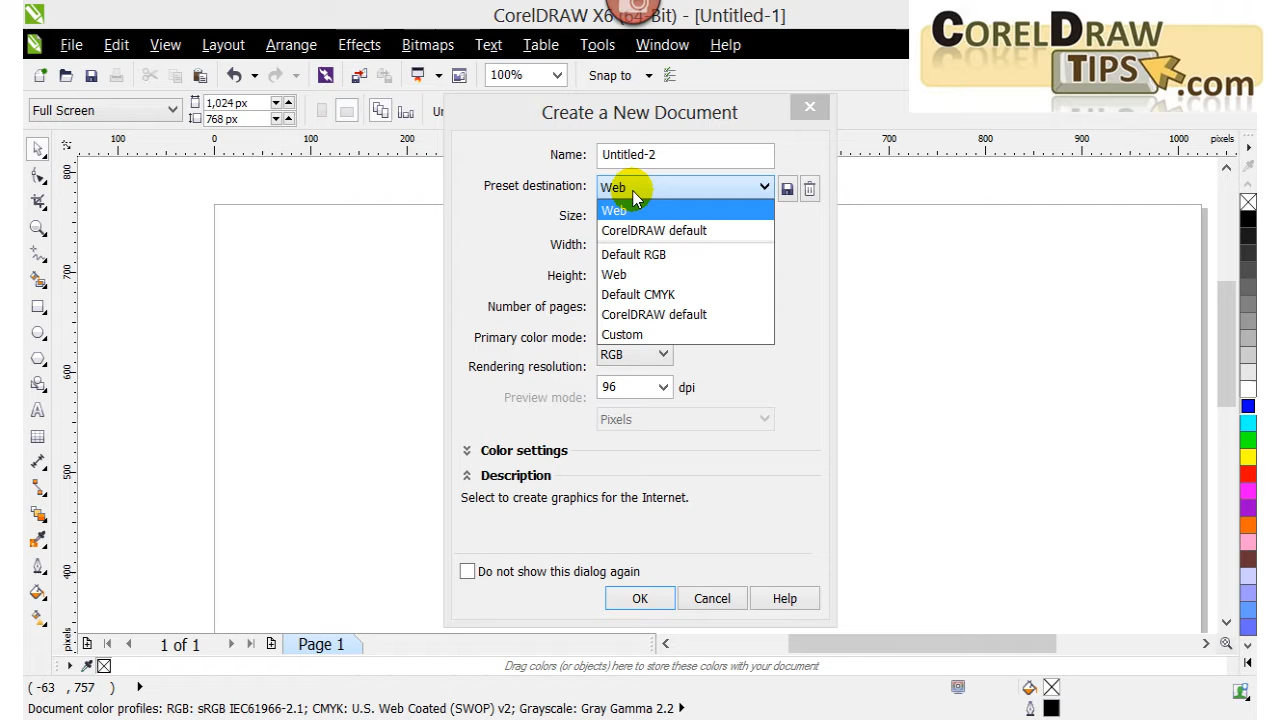 CorelDRAW X6 (64-Bit) - [Untitled-1]
CORELDRAW
TIPS
.com
File Edit View Layout Arrange Effects Bitmaps Text Table Tools Window Help
100% Snap to
Full Screen 1,024 px
768 px
Create a New Document
100 0 100 200 700 800 900 1000 pixels
Name: Untitled-2
Preset destination: Web
Web
Size:
CorelDRAW default
Width:
Default RGB
Height: Web
Default CMYK
Number of pages:
CorelDRAW default
Primary color mode: Custom
RGB
Rendering resolution:
96 dpi
Preview mode:
Pixels
Color settings
Description
Select to create graphics for the Internet.
Do not show this dialog again
OK Cancel Help
800
700
600
500
400
pixels
1 of 1 Page 1
Drag colors (or objects) here to store these colors with your document
( -63 , 757 )
Document color profiles: RGB: sRGB IEC61966-2.1; CMYK: U.S. Web Coated (SWOP) v2; Grayscale: Gray Gamma 2.2